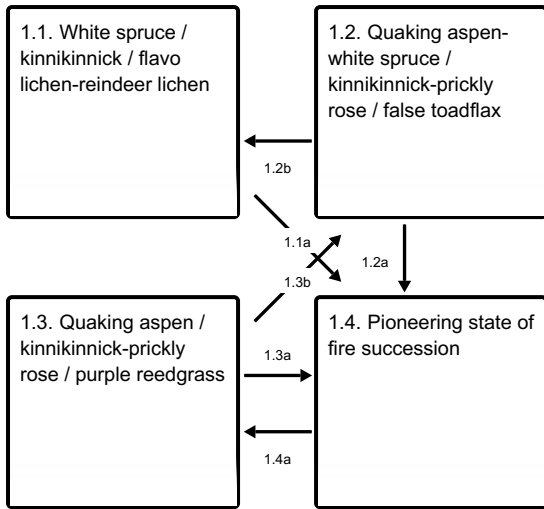 1.1. White spruce /
kinnikinnick / flavo
lichen-reindeer lichen
1.2. Quaking aspen-
white spruce /
kinnikinnick-prickly
rose / false toadflax
1.2b
1.1a
1.2a
1.3b
1.3. Quaking aspen /
kinnikinnick-prickly
rose / purple reedgrass
1.4. Pioneering state of
fire succession
1.3a
1.4a